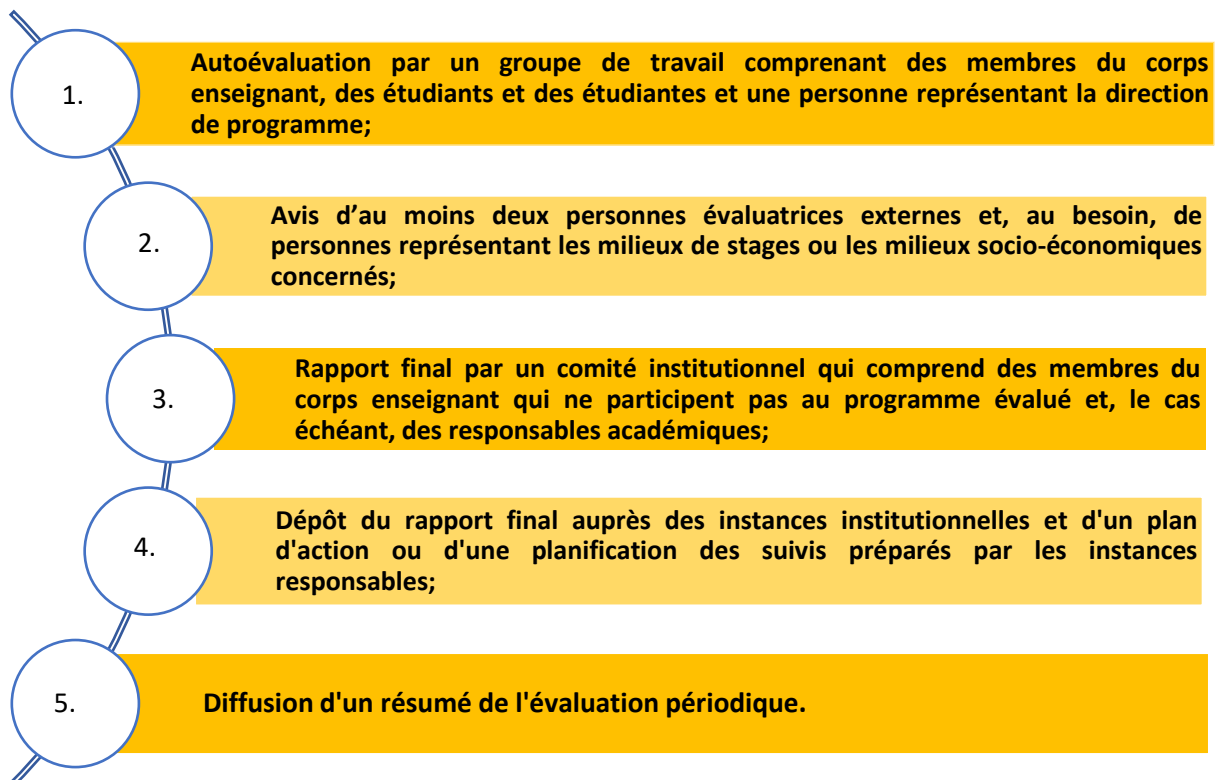 1.
Autoévaluation par un groupe de travail comprenant des membres du corps
enseignant, des étudiants et des étudiantes et une personne représentant la direction
de programme;
2.
Avis d’au moins deux personnes évaluatrices externes et, au besoin, de
personnes représentant les milieux de stages ou les milieux socio-économiques
concernés;
3.
Rapport final par un comité institutionnel qui comprend des membres du
corps enseignant qui ne participent pas au programme évalué et, le cas
échéant, des responsables académiques;
4.
Dépôt du rapport final auprès des instances institutionnelles et d'un plan
d'action ou d'une planification des suivis préparés par les instances
responsables;
5.
Diffusion d'un résumé de l'évaluation périodique.